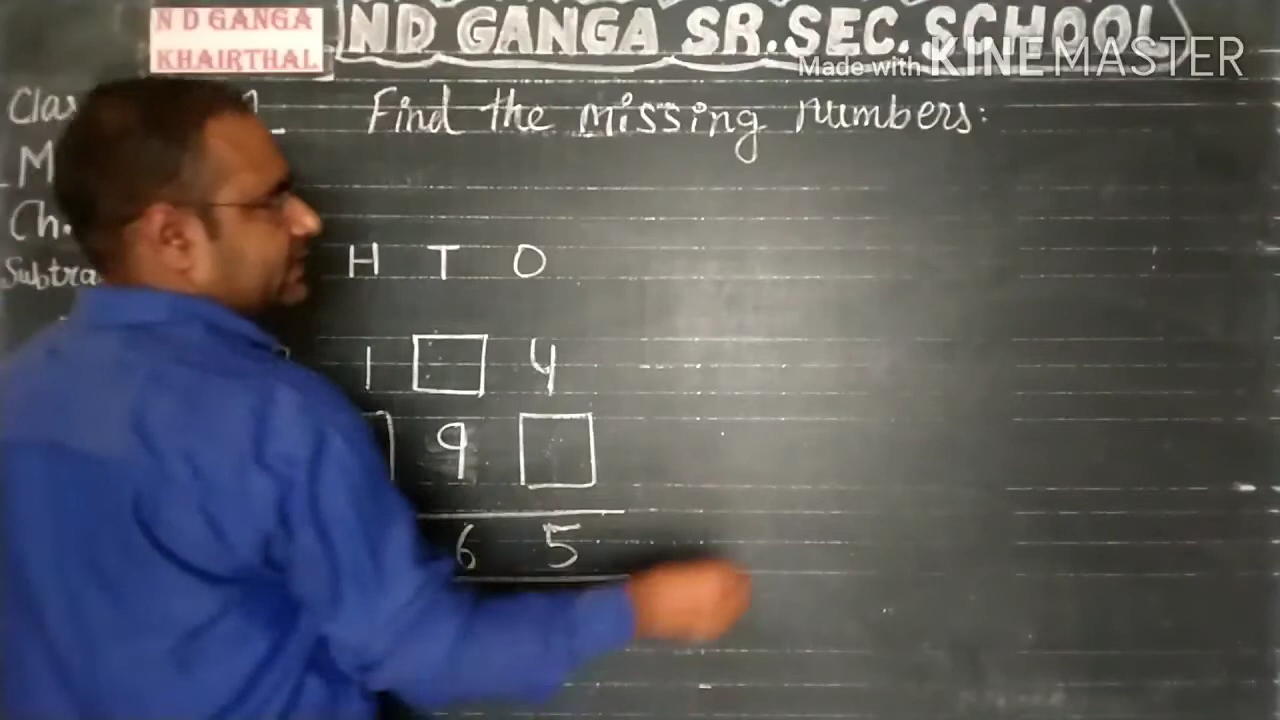 N D GANGA
KHAIRTHAL
ND GANGA SR.SEC.SCHOOL
Made with KINEMASTER
Find the missing numbers:
H T O
1 4
9
6 5